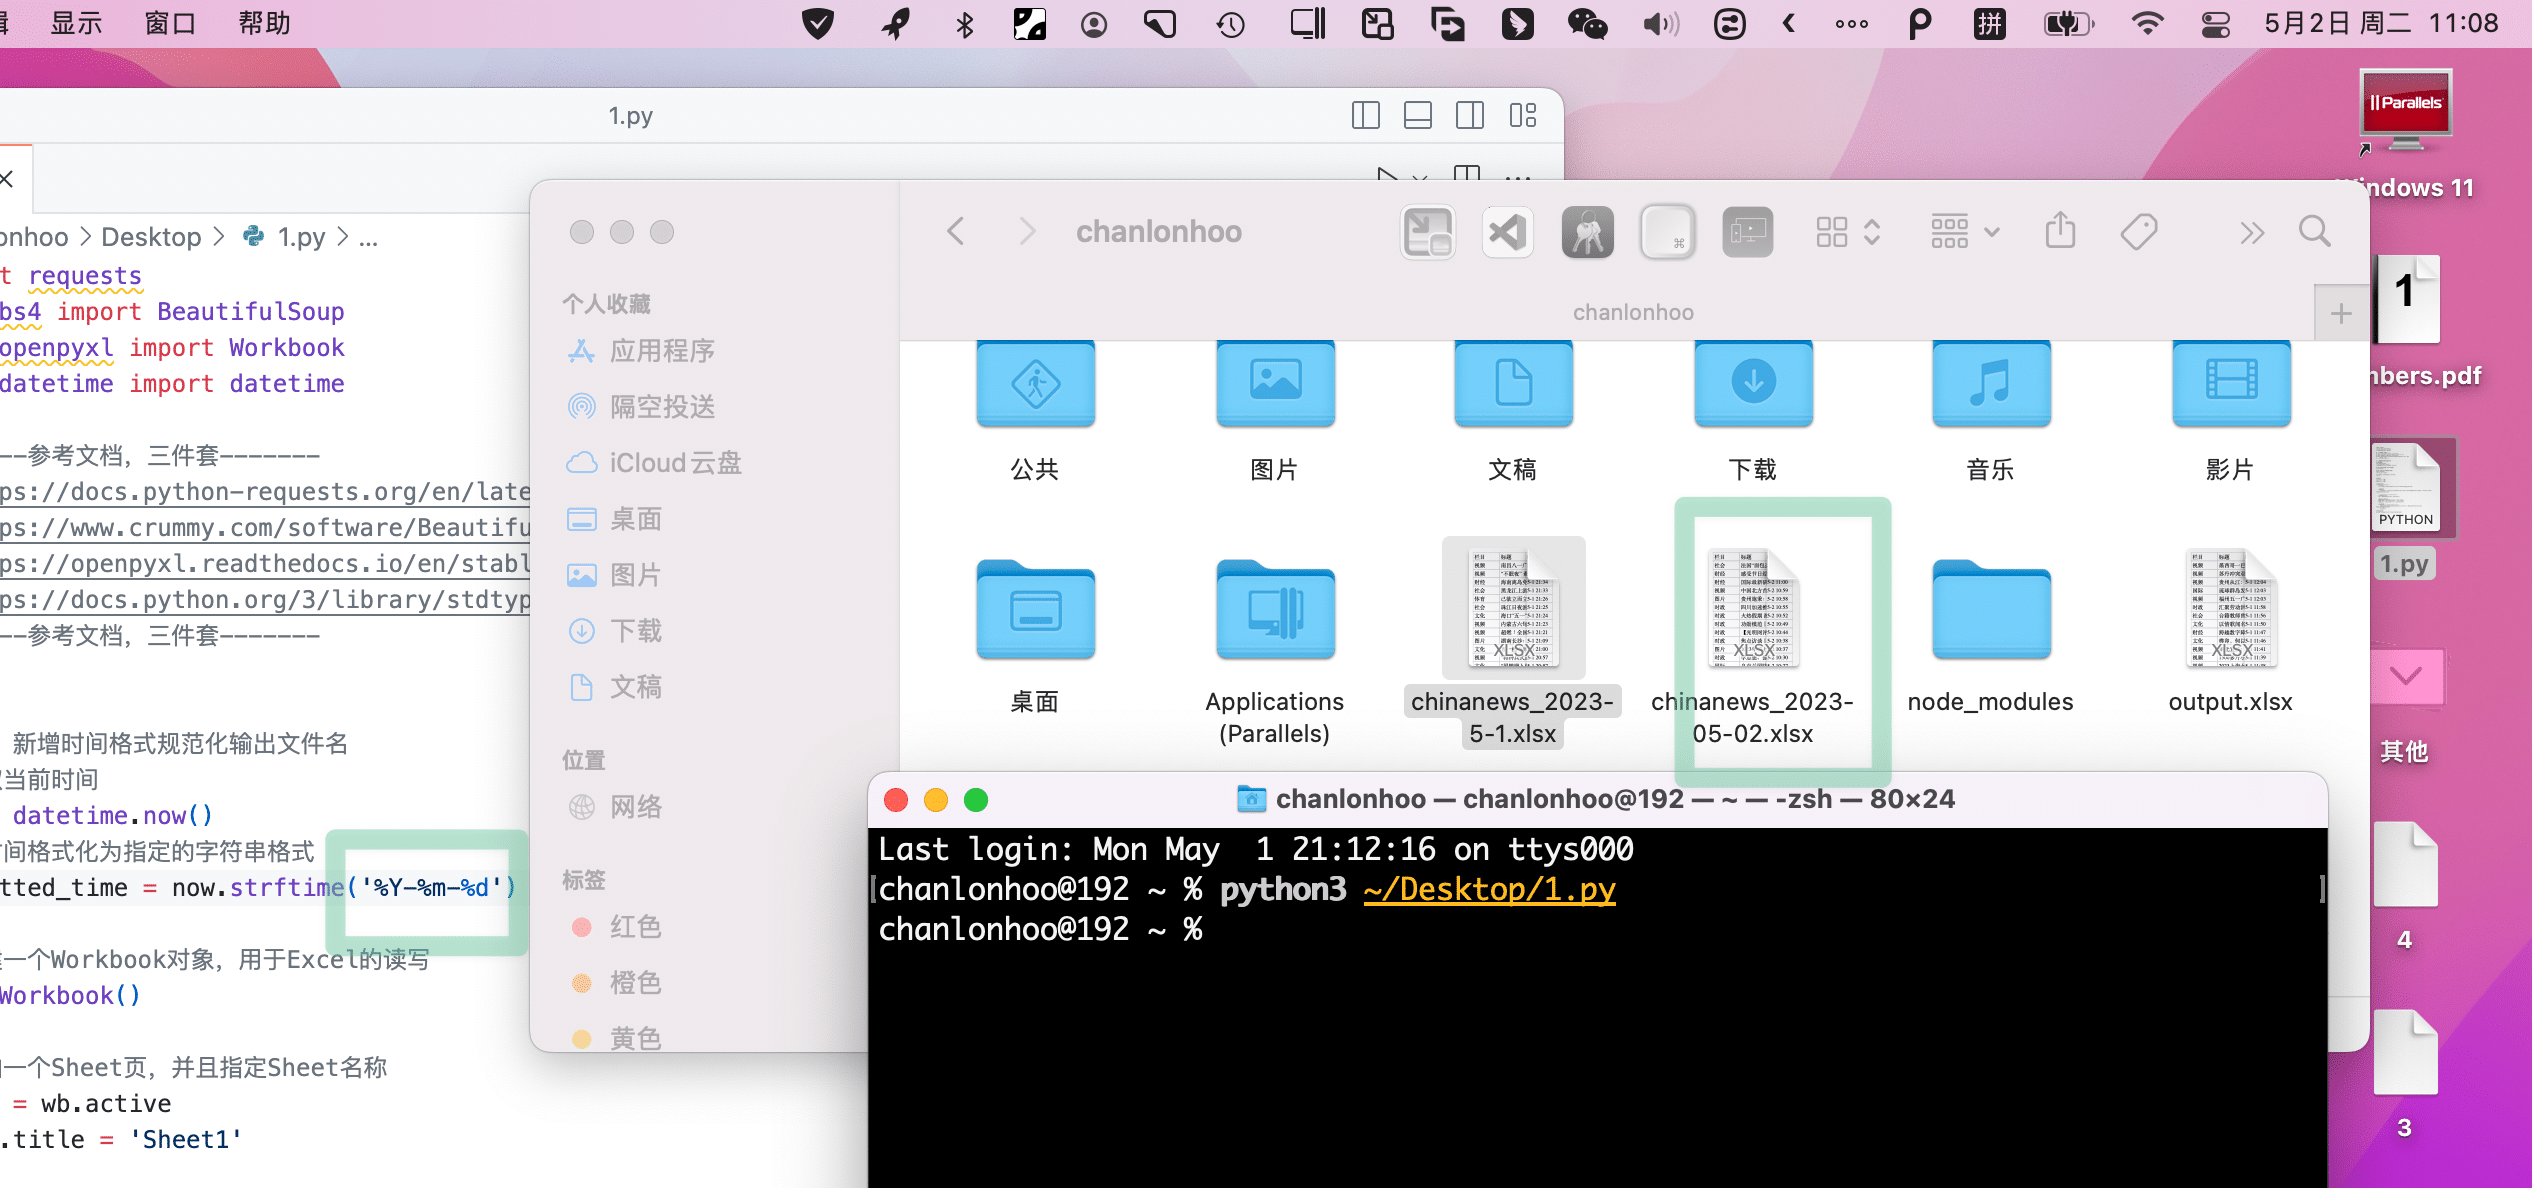 显示 窗口 帮助
拼 5月2日 周二 11:08
1.py
Parallels
ndows 11
1
nbers.pdf
PYTHON
1.py
其他
4
3
onhoo > Desktop > 1.py > ...
t requests
bs4 import BeautifulSoup
openpyxl import Workbook
datetime import datetime
--参考文档，三件套-------
ps://docs.python-requests.org/en/late
ps://www.crummy.com/software/Beautifu
ps://openpyxl.readthedocs.io/en/stabl
ps://docs.python.org/3/library/stdtyp
--参考文档，三件套-------
新增时间格式规范化输出文件名
当前时间
datetime.now()
间格式化为指定的字符串格式
tted_time = now.strftime('%Y-%m-%d')
一个Workbook对象，用于Excel的读写
Workbook()
一个Sheet页，并且指定Sheet名称
= wb.active
.title = 'Sheet1'
chanlonhoo
chanlonhoo
个人收藏
应用程序
隔空投送
iCloud云盘
桌面
图片
下载
文稿
位置
网络
标签
红色
橙色
黄色
公共
图片
文稿
下载
音乐
影片
桌面
Applications
(Parallels)
XLSX
chinanews_2023-
5-1.xlsx
XLSX
chinanews_2023-
05-02.xlsx
node_modules
XLSX
output.xlsx
chanlonhoo — chanlonhoo@192 — ~ — -zsh — 80×24
Last login: Mon May  1 21:12:16 on ttys000
chanlonhoo@192 ~ % python3 ~/Desktop/1.py
chanlonhoo@192 ~ %